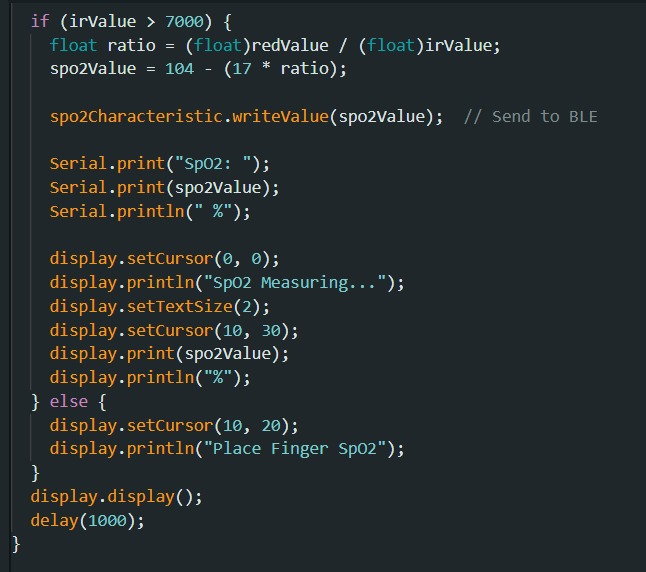 if (irValue > 7000) {
float ratio = (float)redValue / (float)irValue;
spo2Value = 104 - (17 * ratio);
spo2Characteristic.writeValue(spo2Value);  // Send to BLE
Serial.print("SpO2: ");
Serial.print(spo2Value);
Serial.println(" %");
display.setCursor(0, 0);
display.println("SpO2 Measuring...");
display.setTextSize(2);
display.setCursor(10, 30);
display.print(spo2Value);
display.println("%");
} else {
display.setCursor(10, 20);
display.println("Place Finger SpO2");
}
display.display();
delay(1000);
}